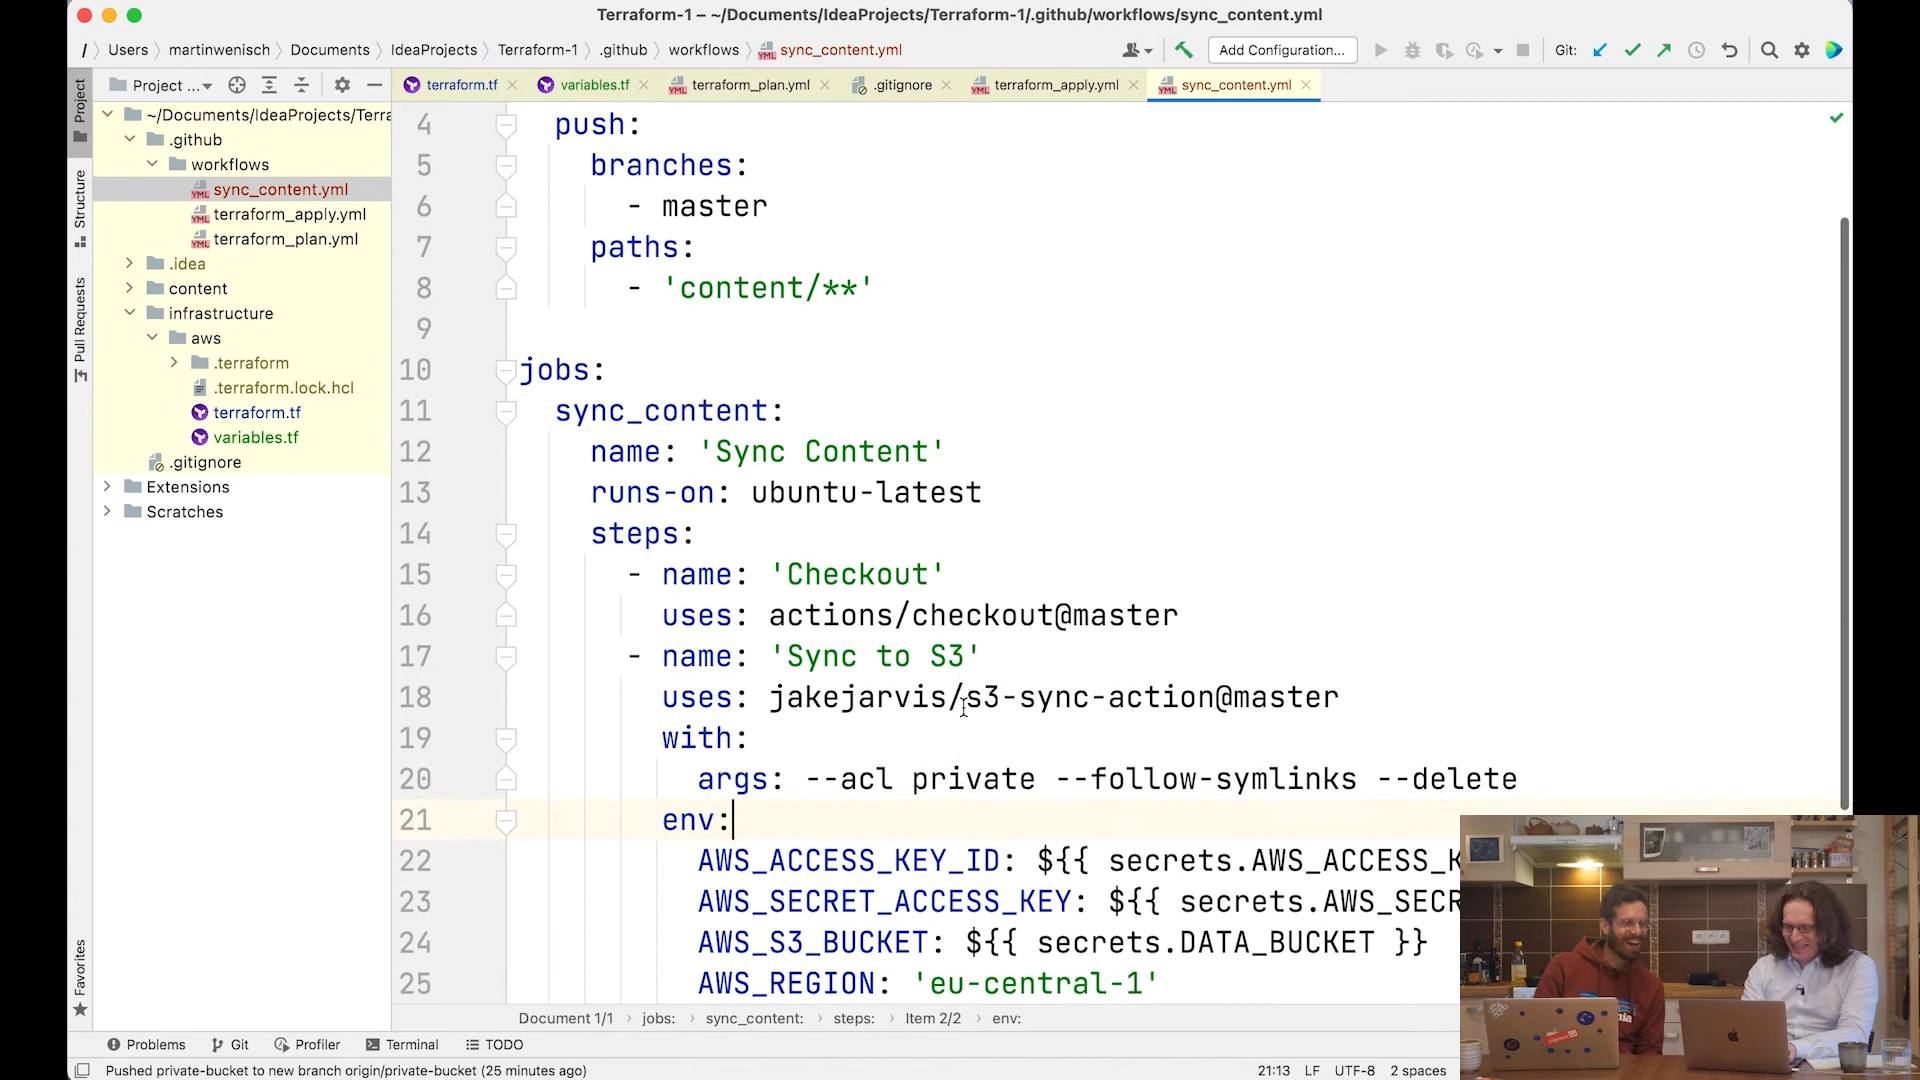 Terraform-1 – ~/Documents/IdeaProjects/Terraform-1/.github/workflows/sync_content.yml
/ Users martinwenisch Documents IdeaProjects Terraform-1 .github workflows sync_content.yml
Add Configuration...
Git:
Project ...
terraform.tf
variables.tf
terraform_plan.yml
.gitignore
terraform_apply.yml
sync_content.yml
Project
Structure
Pull Requests
Favorites
~/Documents/IdeaProjects/Terra
.github
workflows
sync_content.yml
terraform_apply.yml
terraform_plan.yml
.idea
content
infrastructure
aws
.terraform
.terraform.lock.hcl
terraform.tf
variables.tf
.gitignore
Extensions
Scratches
4 push:
5 branches:
6 - master
7 paths:
8 - 'content/**'
9
10 jobs:
11 sync_content:
12 name: 'Sync Content'
13 runs-on: ubuntu-latest
14 steps:
15 - name: 'Checkout'
16 uses: actions/checkout@master
17 - name: 'Sync to S3'
18 uses: jakejarvis/s3-sync-action@master
19 with:
20 args: --acl private --follow-symlinks --delete
21 env:
22 AWS_ACCESS_KEY_ID: ${{ secrets.AWS_ACCESS_K
23 AWS_SECRET_ACCESS_KEY: ${{ secrets.AWS_SECR
24 AWS_S3_BUCKET: ${{ secrets.DATA_BUCKET }}
25 AWS_REGION: 'eu-central-1'
Document 1/1 jobs: sync_content: steps: Item 2/2 env:
Problems Git Profiler Terminal TODO
Pushed private-bucket to new branch origin/private-bucket (25 minutes ago)
21:13 LF UTF-8 2 spaces